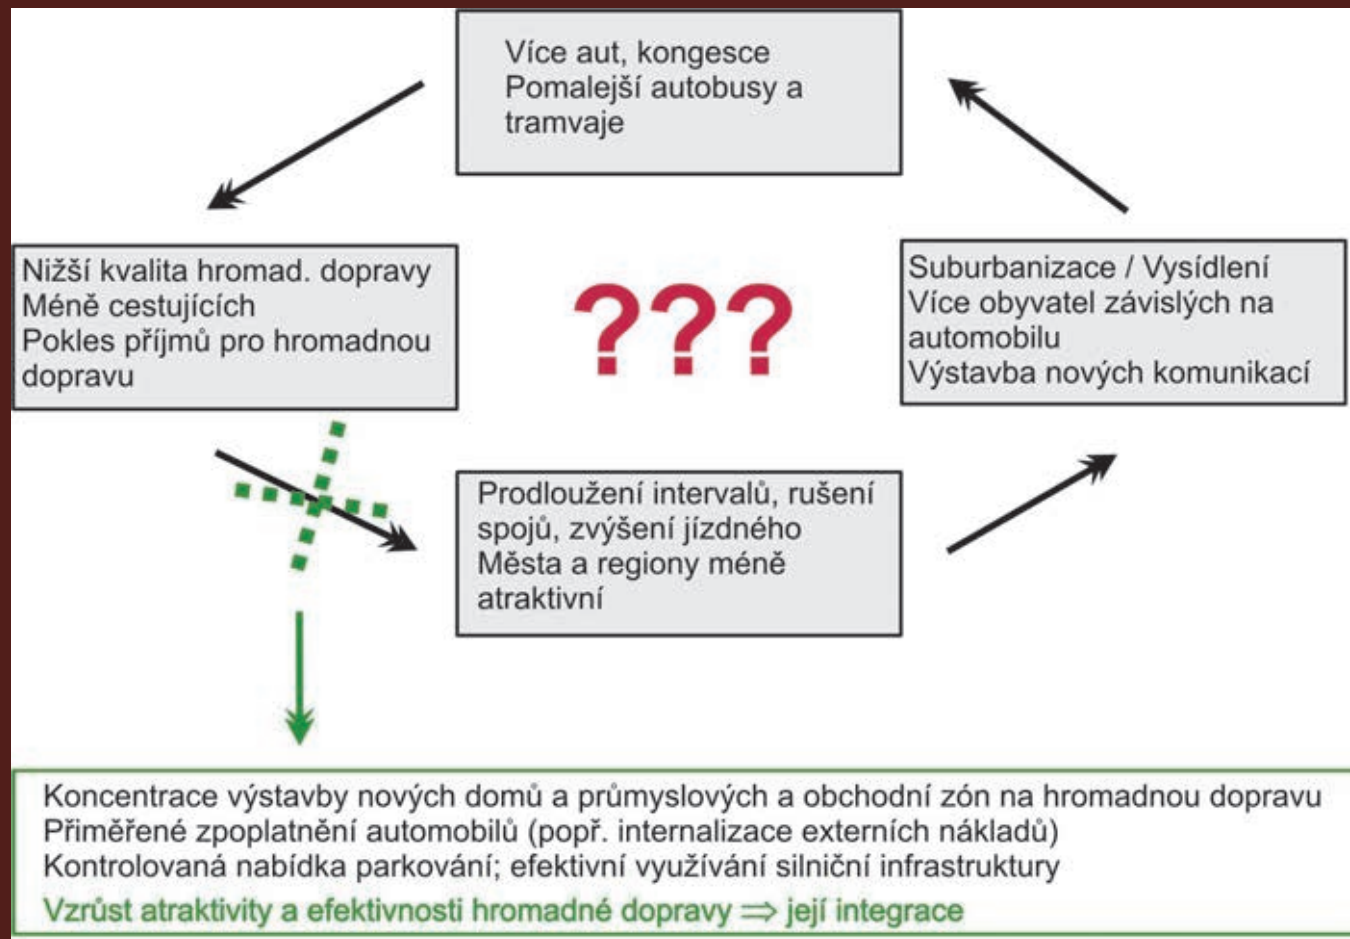 Více aut, kongesce
Pomalejší autobusy a
tramvaje
Nižší kvalita hromad. dopravy
Méně cestujících
Pokles příjmů pro hromadnou
dopravu
???
Suburbanizace / Vysídlení
Více obyvatel závislých na
automobilu
Výstavba nových komunikací
Prodloužení intervalů, rušení
spojů, zvýšení jízdného
Města a regiony méně
atraktivní
Koncentrace výstavby nových domů a průmyslových a obchodní zón na hromadnou dopravu
Přiměřené zpoplatnění automobilů (popř. internalizace externích nákladů)
Kontrolovaná nabídka parkování; efektivní využívání silniční infrastruktury
Vzrůst atraktivity a efektivnosti hromadné dopravy ⇒ její integrace